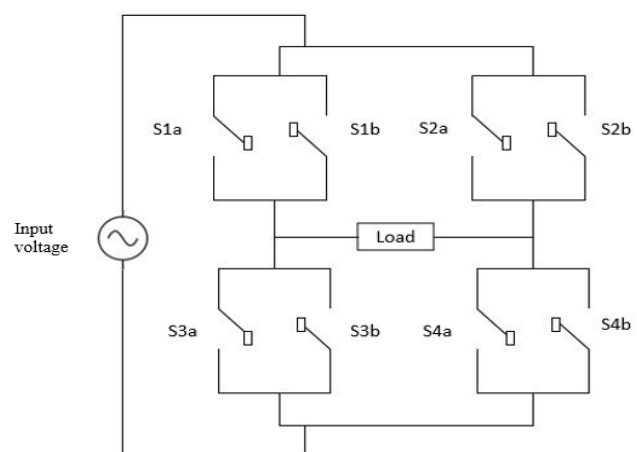 S1a
S1b
S2a
S2b
Input
voltage
Load
S3a
S3b
S4a
S4b